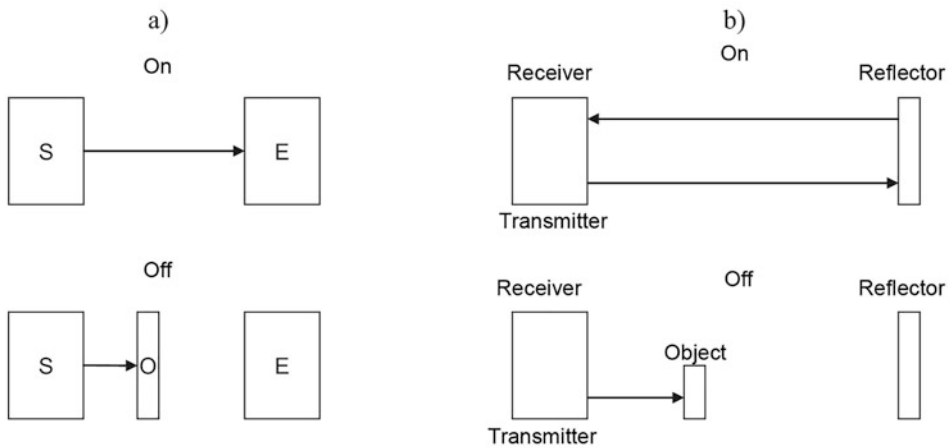 a)
On
S E
Off
S O E
b)
On
Receiver Reflector
Transmitter
Off
Receiver Reflector
Object
Transmitter